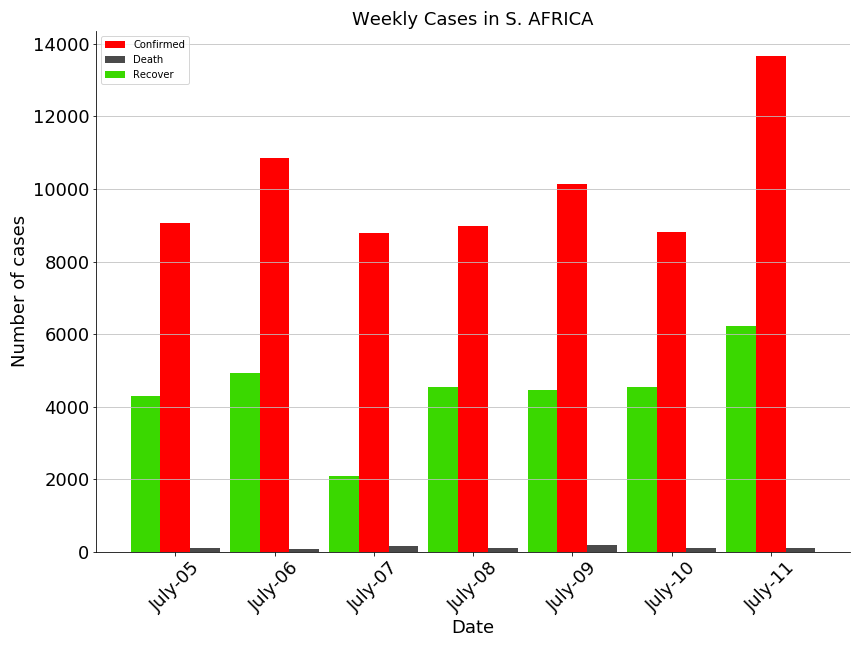 Weekly Cases in S. AFRICA
Confirmed
Death
Recover
14000
12000
10000
8000
6000
4000
2000
0
Number of cases
July-05
July-06
July-07
July-08
July-09
July-10
July-11
Date